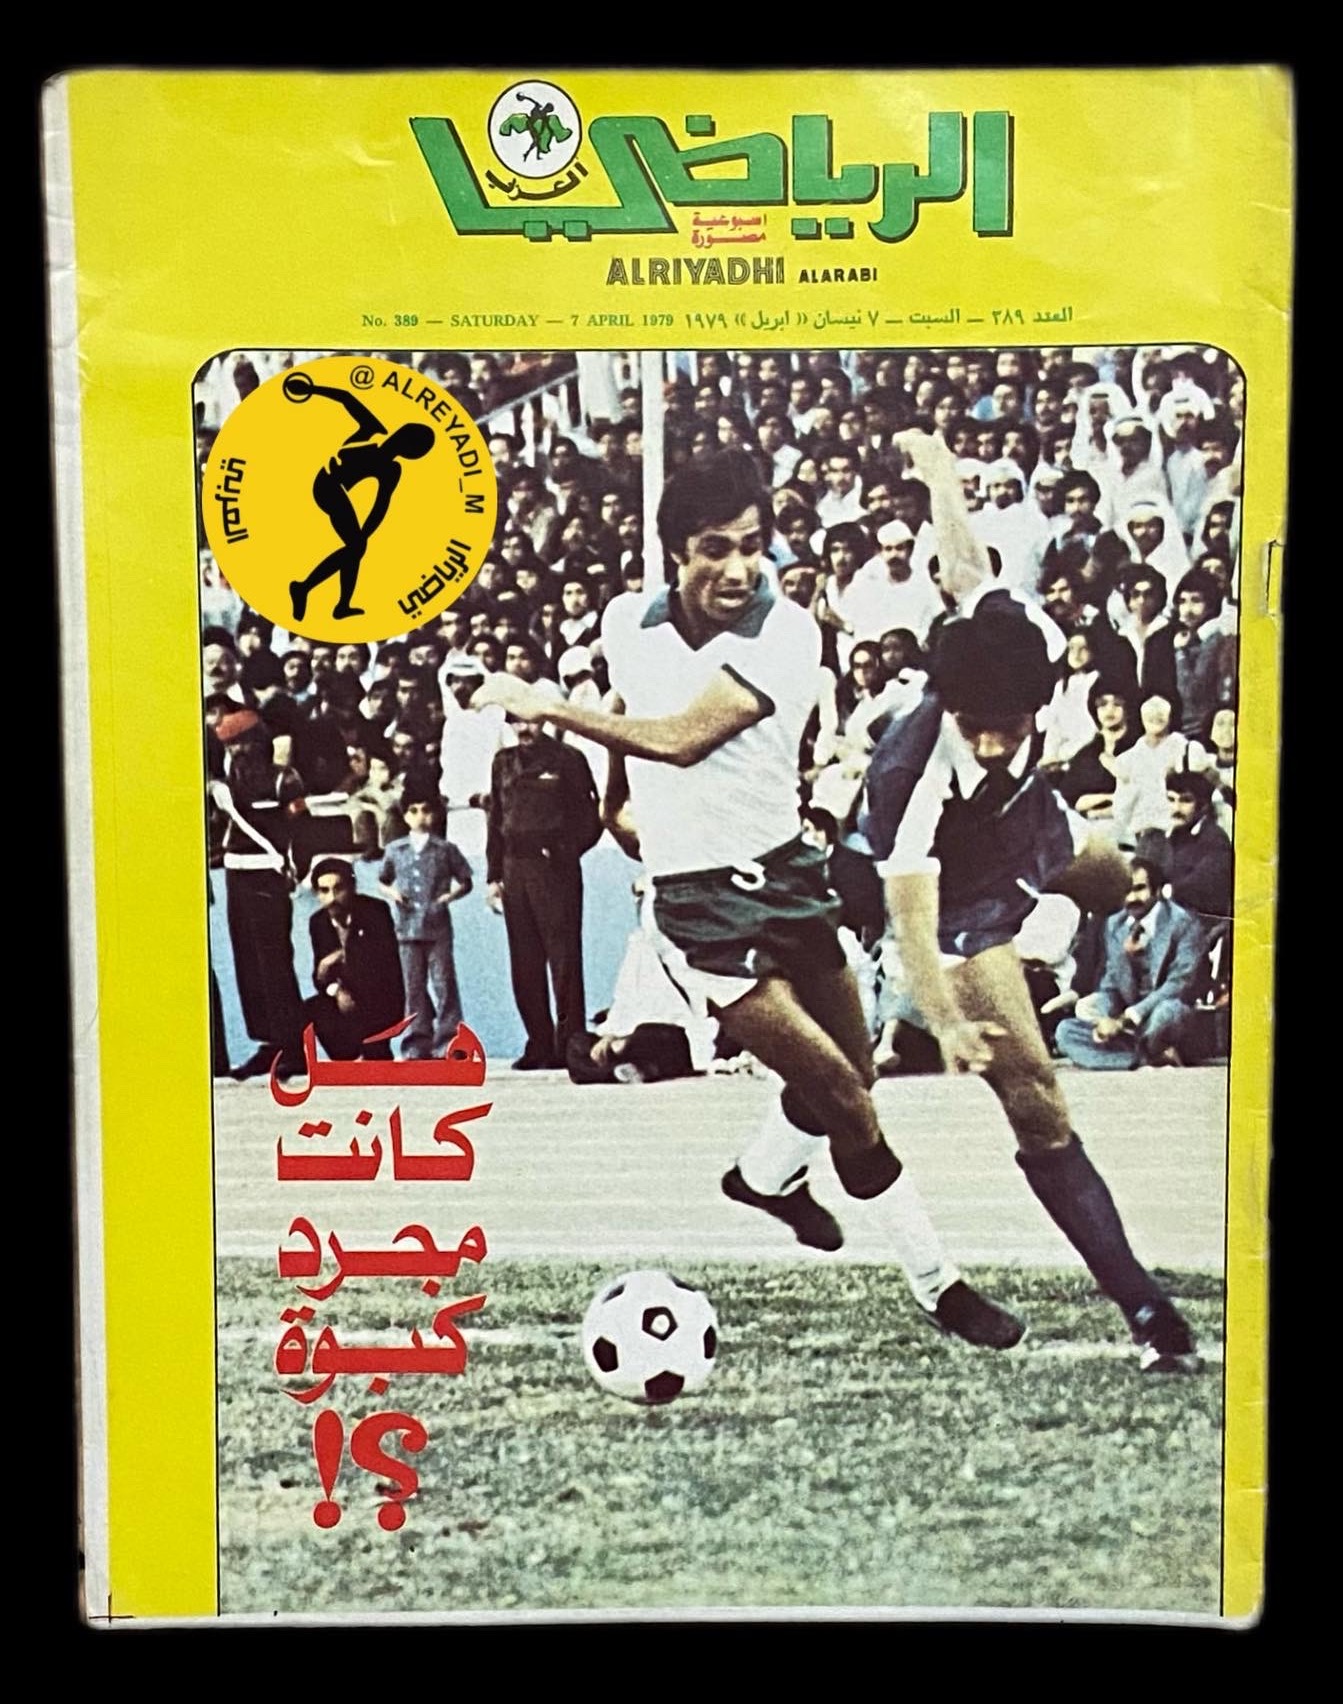 الرياضي
العربي
اسبوعية
مصورة
ALRIYADHI ALARABI
No. 389 — SATURDAY — 7 APRIL 1979 العدد ٣٨٩ — السبت — ٧ نيسان «ابريل» ١٩٧٩
@ALREYADI_M
الرياضي
هل
كانت
مجرد
كبوة
؟!